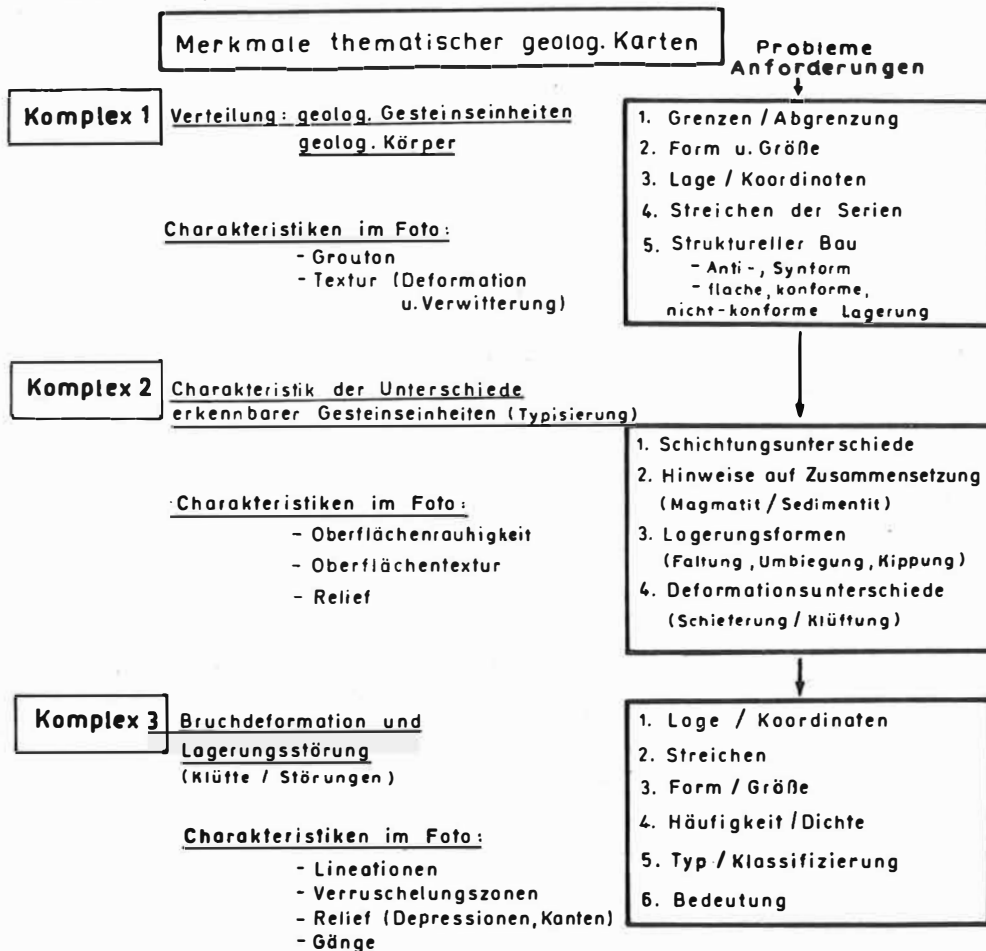 Merkmale thematischer geolog. Karten
Probleme
Anforderungen
Komplex 1
Verteilung: geolog. Gesteinseinheiten
geolog. Körper
Charakteristiken im Foto:
- Grauton
- Textur (Deformation
u. Verwitterung)
1. Grenzen / Abgrenzung
2. Form u. Größe
3. Lage / Koordinaten
4. Streichen der Serien
5. Struktureller Bau
- Anti-, Synform
- flache, konforme,
nicht-konforme Lagerung
Komplex 2
Charakteristik der Unterschiede
erkennbarer Gesteinseinheiten (Typisierung)
Charakteristiken im Foto:
- Oberflächenrauhigkeit
- Oberflächentextur
- Relief
1. Schichtungsunterschiede
2. Hinweise auf Zusammensetzung
(Magmatit / Sedimentit)
3. Lagerungsformen
(Faltung, Umbiegung, Kippung)
4. Deformationsunterschiede
(Schieferung / Klüftung)
Komplex 3
Bruchdeformation und
Lagerungsstörung
(Klüfte / Störungen)
Charakteristiken im Foto:
- Lineationen
- Verruschelungszonen
- Relief (Depressionen, Kanten)
- Gänge
1. Lage / Koordinaten
2. Streichen
3. Form / Größe
4. Häufigkeit / Dichte
5. Typ / Klassifizierung
6. Bedeutung